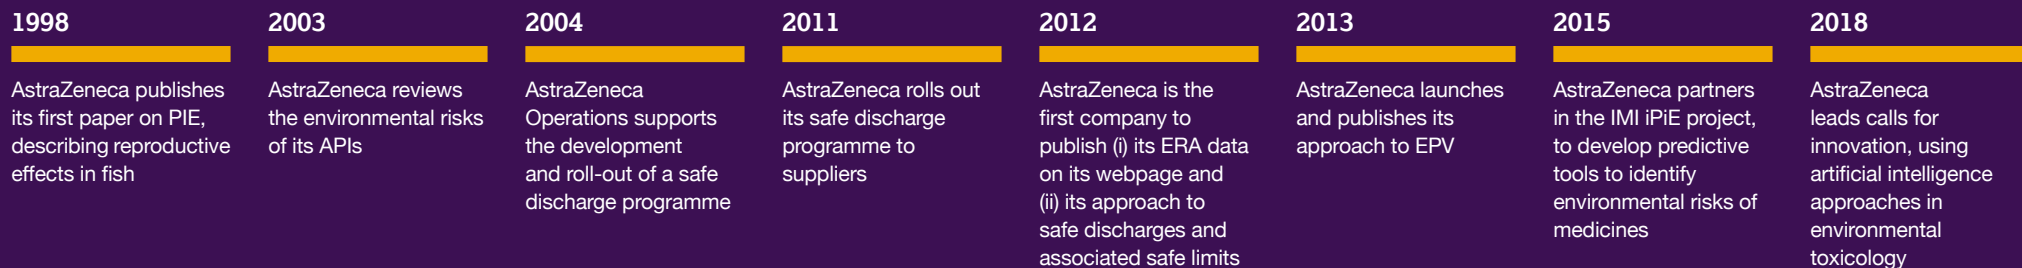 1998
AstraZeneca publishes
its first paper on PIE,
describing reproductive
effects in fish
2003
AstraZeneca reviews
the environmental risks
of its APIs
2004
AstraZeneca
Operations supports
the development
and roll-out of a safe
discharge programme
2011
AstraZeneca rolls out
its safe discharge
programme to
suppliers
2012
AstraZeneca is the
first company to
publish (i) its ERA data
on its webpage and
(ii) its approach to
safe discharges and
associated safe limits
2013
AstraZeneca launches
and publishes its
approach to EPV
2015
AstraZeneca partners
in the IMI iPiE project,
to develop predictive
tools to identify
environmental risks of
medicines
2018
AstraZeneca
leads calls for
innovation, using
artificial intelligence
approaches in
environmental
toxicology